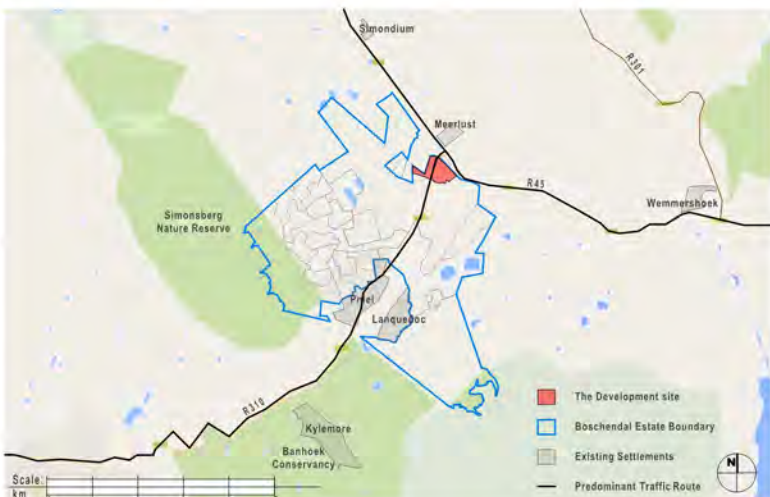 Simondium
R301
Meerlust
R45
Wemmershoek
Simonsberg
Nature Reserve
Pniel
Lanquedoc
R310
Kylemore
Banhoek
Conservancy
The Development site
Boschendal Estate Boundary
Existing Settlements
Predominant Traffic Route
N
Scale:
km